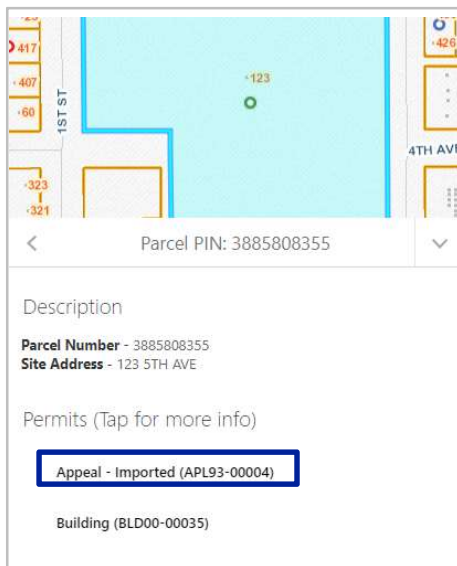 417
426
407
123
60
1ST ST
4TH AVE
323
321
Parcel PIN: 3885808355
Description
Parcel Number - 3885808355
Site Address - 123 5TH AVE
Permits (Tap for more info)
Appeal - Imported (APL93-00004)
Building (BLD00-00035)